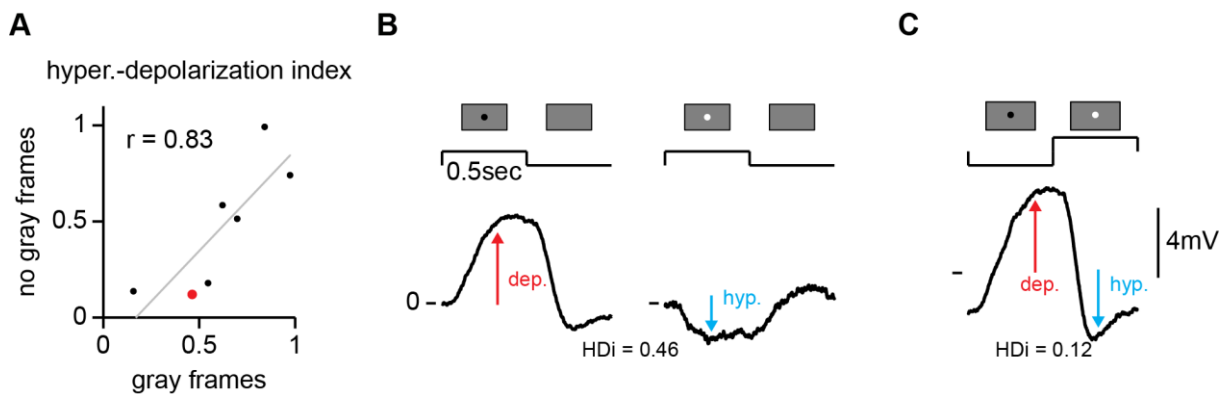 A
hyper.-depolarization index
1
r = 0.83
0.5
0
no gray frames
0
0.5
1
gray frames
B
0.5sec
0
dep.
hyp.
HDi = 0.46
C
dep.
hyp.
4mV
HDi = 0.12